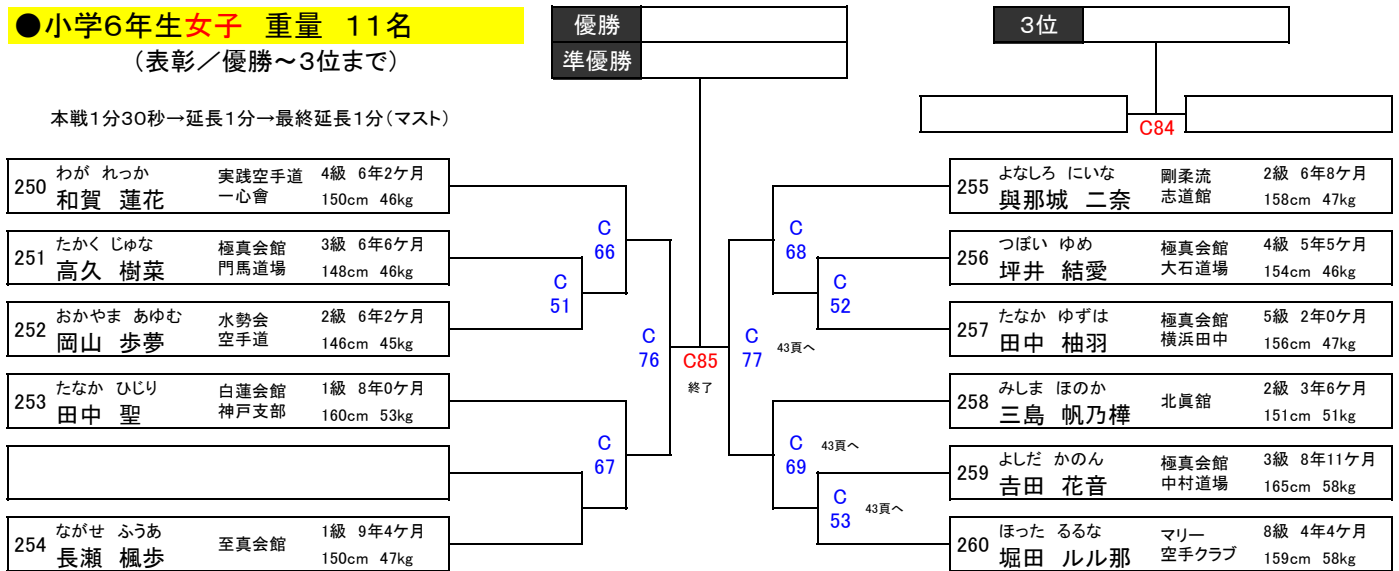 ●小学6年生女子 重量 11名
(表彰／優勝～3位まで)
本戦1分30秒→延長1分→最終延長1分(マスト)
優勝
準優勝
3位
C84
250 わが れっか 実践空手道 4級 6年2ケ月
和賀 蓮花 一心會 150cm 46kg
251 たかく じゅな 極真会館 3級 6年6ケ月
高久 樹菜 門馬道場 148cm 46kg
252 おかやま あゆむ 水勢会 2級 6年2ケ月
岡山 歩夢 空手道 146cm 45kg
253 たなか ひじり 白蓮会館 1級 8年0ケ月
田中 聖 神戸支部 160cm 53kg
254 ながせ ふうあ 至真会館 1級 9年4ケ月
長瀬 楓歩 150cm 47kg
C
66
C
51
C
76
C
67
C85
終了
C
77
43頁へ
C
68
C
52
C
69
43頁へ
C
53
43頁へ
255 よなしろ にいな 剛柔流 2級 6年8ケ月
與那城 二奈 志道館 158cm 47kg
256 つぼい ゆめ 極真会館 4級 5年5ケ月
坪井 結愛 大石道場 154cm 46kg
257 たなか ゆずは 極真会館 5級 2年0ケ月
田中 柚羽 横浜田中 156cm 47kg
258 みしま ほのか 北眞舘 2級 3年6ケ月
三島 帆乃樺 151cm 51kg
259 よしだ かのん 極真会館 3級 8年11ケ月
𠮷田 花音 中村道場 165cm 58kg
260 ほった るるな マリー 8級 4年4ケ月
堀田 ルル那 空手クラブ 159cm 58kg